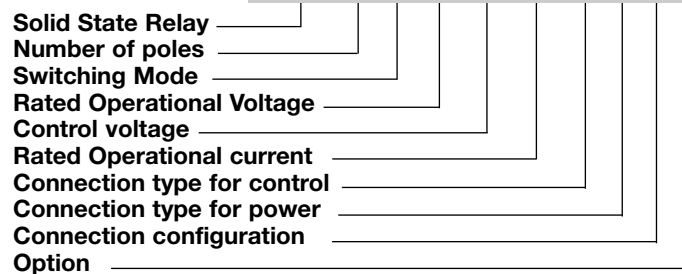 Solid State Relay
Number of poles
Switching Mode
Rated Operational Voltage
Control voltage
Rated Operational current
Connection type for control
Connection type for power
Connection configuration
Option